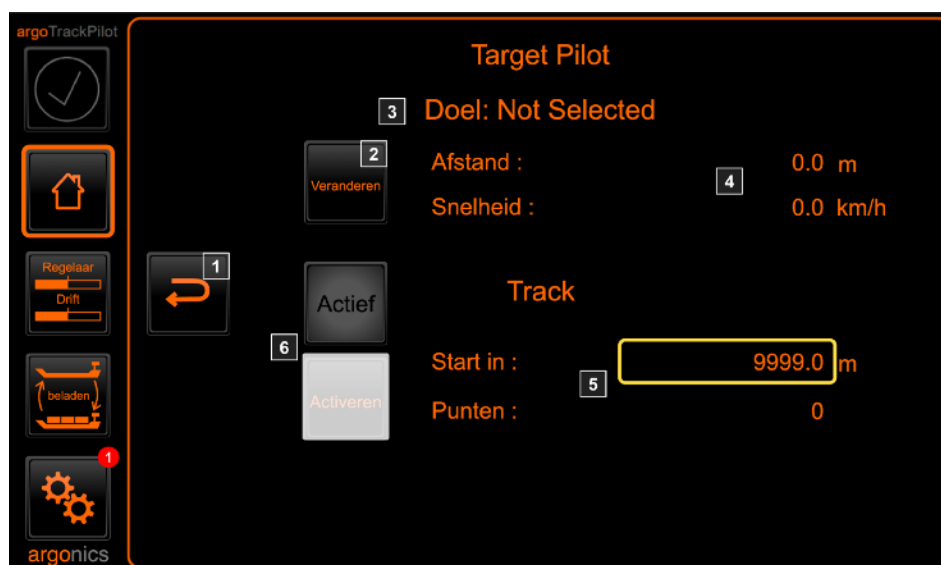 argoTrackPilot
Target Pilot
3 Doel: Not Selected
2
Veranderen
Afstand : 4 0.0 m
Snelheid : 0.0 km/h
Regelaar
Drift
1
Actief
Track
6
Activeren
Start in : 9999.0 m
5
Punten : 0
beladen
1
argonics